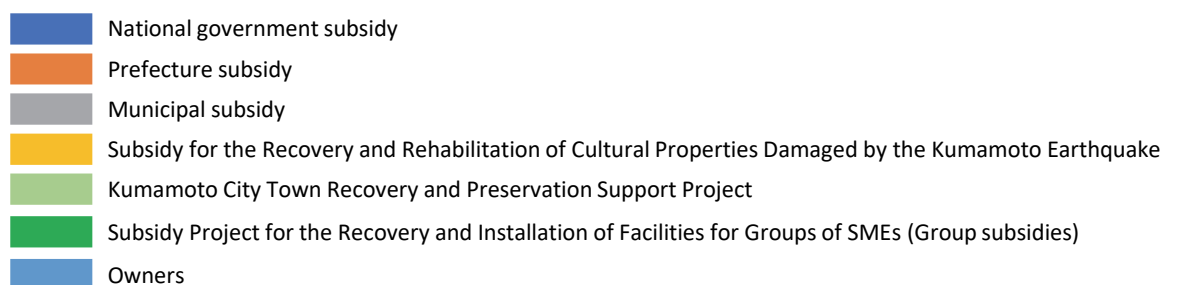 National government subsidy
Prefecture subsidy
Municipal subsidy
Subsidy for the Recovery and Rehabilitation of Cultural Properties Damaged by the Kumamoto Earthquake
Kumamoto City Town Recovery and Preservation Support Project
Subsidy Project for the Recovery and Installation of Facilities for Groups of SMEs (Group subsidies)
Owners